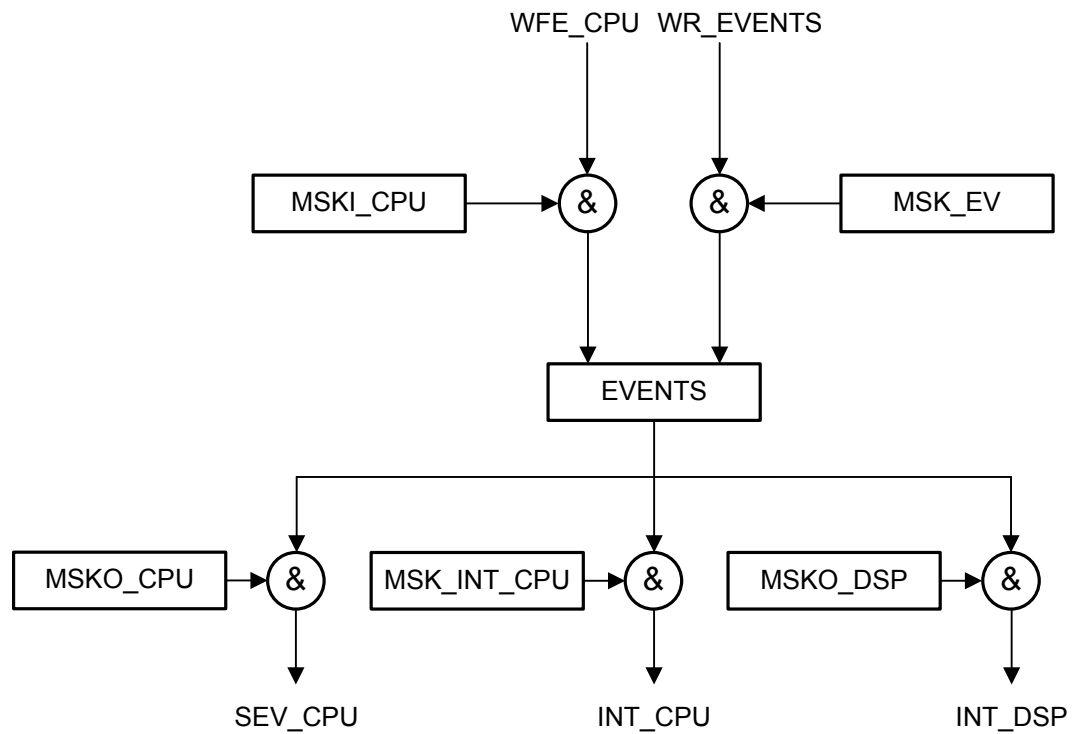 WFE_CPU WR_EVENTS
MSKI_CPU & & MSK_EV
EVENTS
MSKO_CPU & MSK_INT_CPU & MSKO_DSP &
SEV_CPU INT_CPU INT_DSP